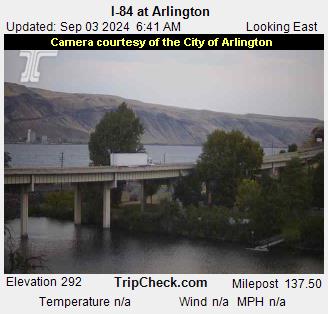 I-84 at Arlington
Updated: Sep 03 2024 6:41 AM Looking East
Camera courtesy of the City of Arlington
Elevation 292 TripCheck.com Milepost 137.50
Temperature n/a Wind n/a MPH n/a